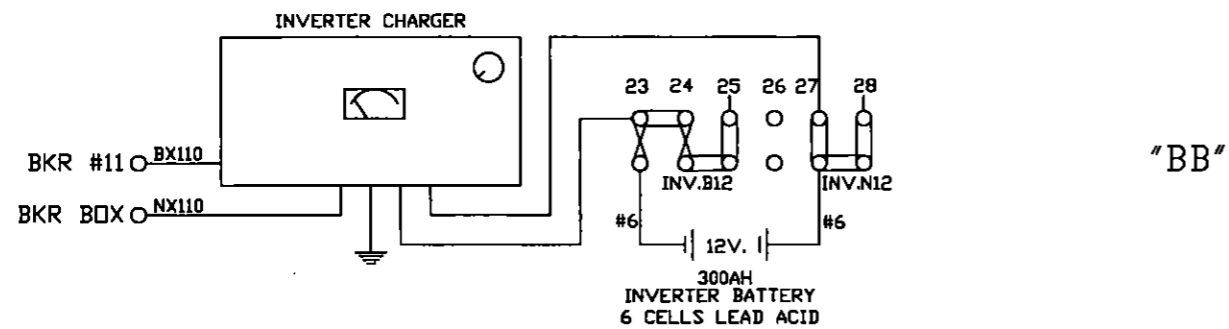 INVERTER CHARGER
23 24 25 26 27 28
BKR #11 BX110
INV.B12 INV.N12
"BB"
BKR BOX NX110
#6 #6
12V.
300AH
INVERTER BATTERY
6 CELLS LEAD ACID